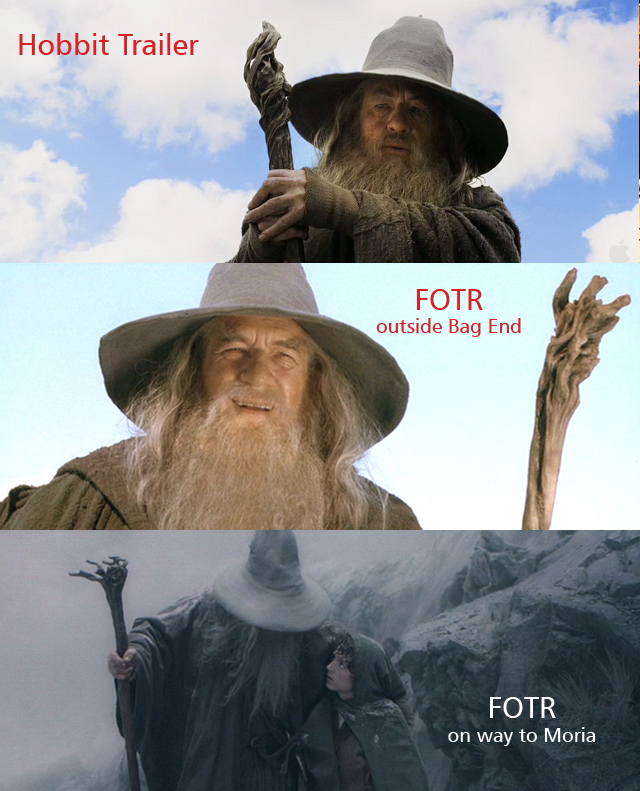 Hobbit Trailer
FOTR
outside Bag End
FOTR
on way to Moria